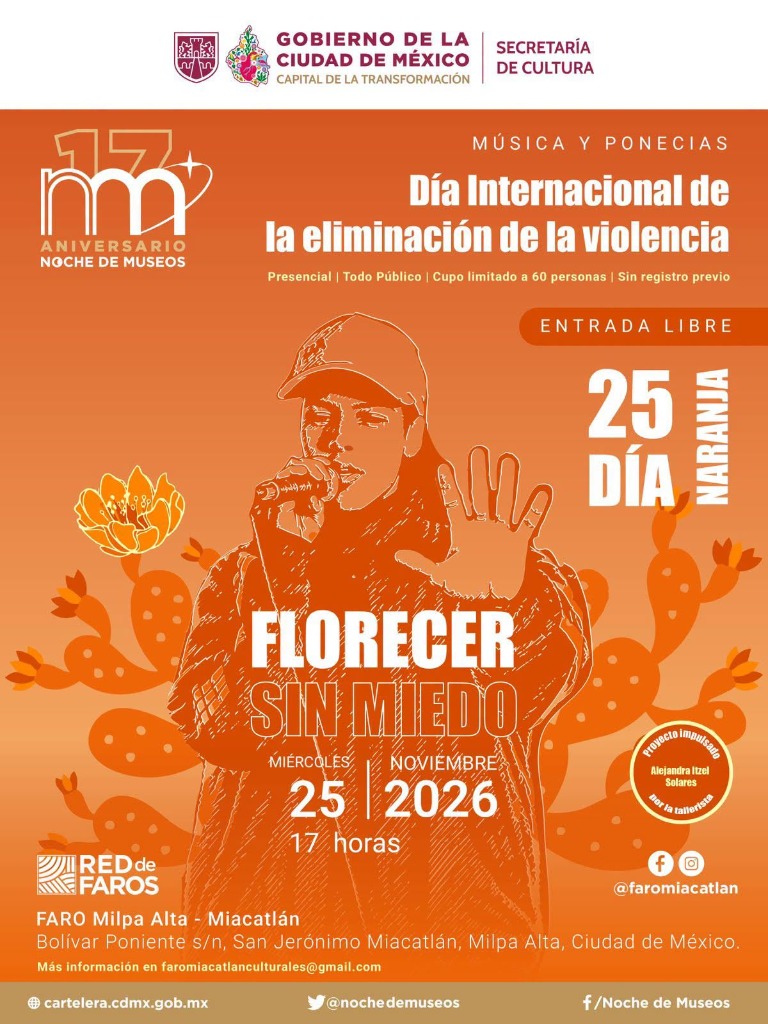 GOBIERNO DE LA
CIUDAD DE MÉXICO
CAPITAL DE LA TRANSFORMACIÓN
SECRETARÍA
DE CULTURA
17
nm
ANIVERSARIO
NOCHE DE MUSEOS
MÚSICA Y PONECIAS
Día Internacional de
la eliminación de la violencia
Presencial | Todo Público | Cupo limitado a 60 personas | Sin registro previo
ENTRADA LIBRE
25
DÍA
NARANJA
FLORECER
SIN MIEDO
MIÉRCOLES
25
NOVIEMBRE
2026
17 horas
Proyecto impulsado
Alejandra Itzel
Solares
por la tallerista
RED de
FAROS
@faromiacatlan
FARO Milpa Alta - Miacatlán
Bolívar Poniente s/n, San Jerónimo Miacatlán, Milpa Alta, Ciudad de México.
Más información en faromiacatlanculturales@gmail.com
cartelera.cdmx.gob.mx
@nochedemuseos
/Noche de Museos